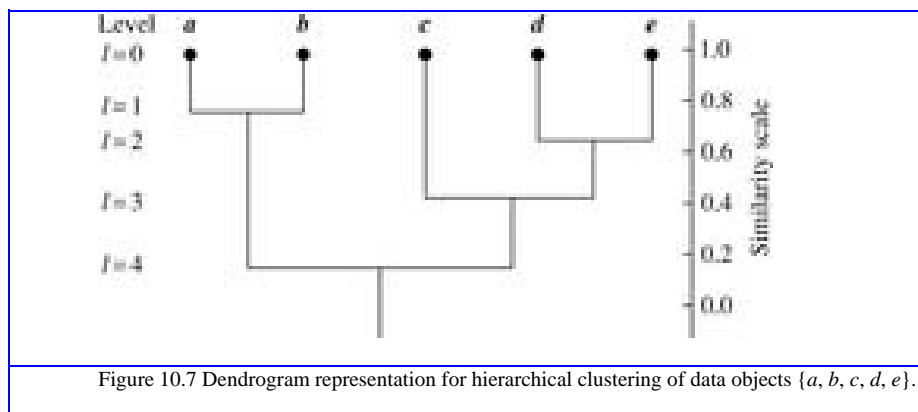 Level a b c d e
l=0 1.0
l=1 0.8
l=2 0.6
l=3 0.4
l=4 0.2
0.0
Similarity scale
Figure 10.7 Dendrogram representation for hierarchical clustering of data objects {a, b, c, d, e}.